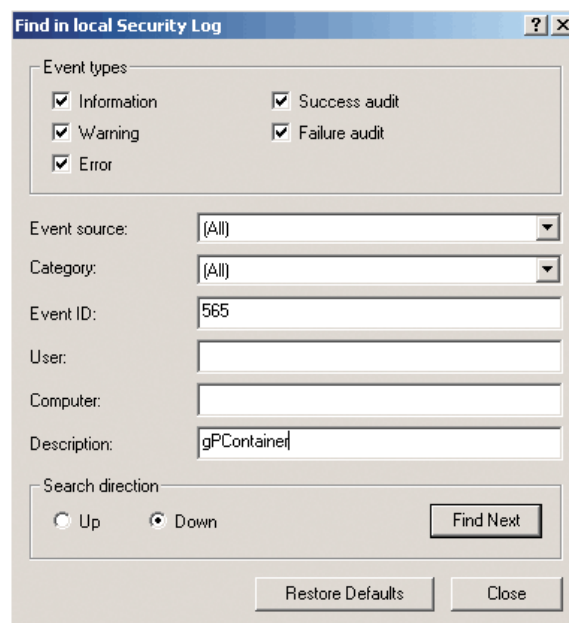 Find in local Security Log
Event types
Information
Success audit
Warning
Failure audit
Error
Event source: (All)
Category: (All)
Event ID: 565
User:
Computer:
Description: gPContainer
Search direction
Up Down Find Next
Restore Defaults Close